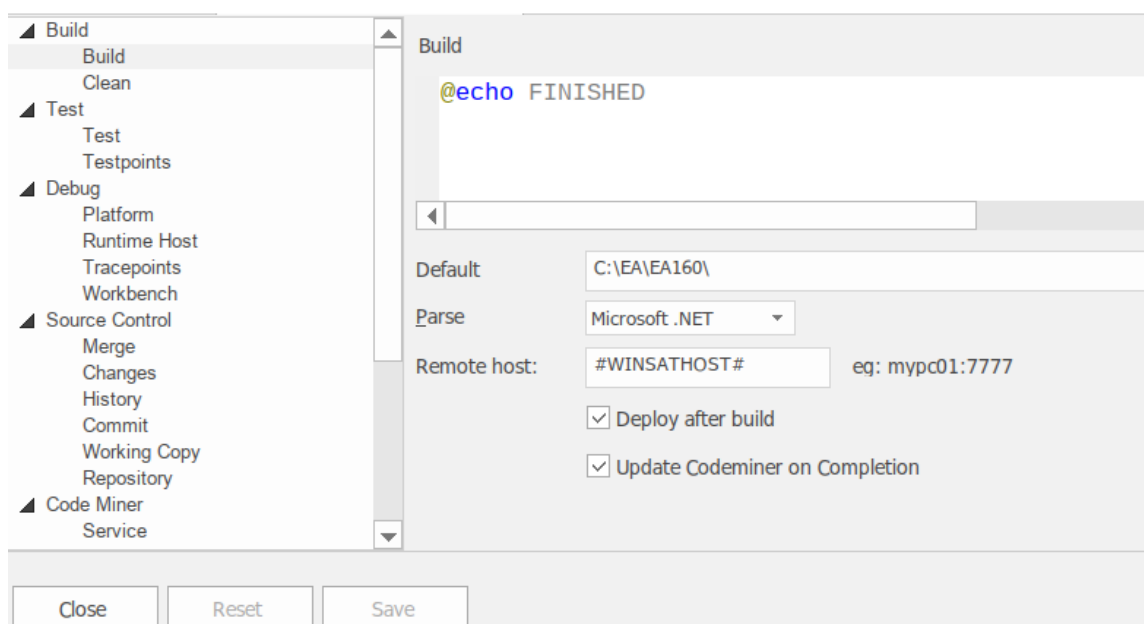 Build
Build
Clean
Test
Test
Testpoints
Debug
Platform
Runtime Host
Tracepoints
Workbench
Source Control
Merge
Changes
History
Commit
Working Copy
Repository
Code Miner
Service
Build
@echo FINISHED
Default C:\EA\EA160\
Parse Microsoft .NET
Remote host: #WINSATHOST# eg: mypc01:7777
Deploy after build
Update Codeminer on Completion
Close Reset Save